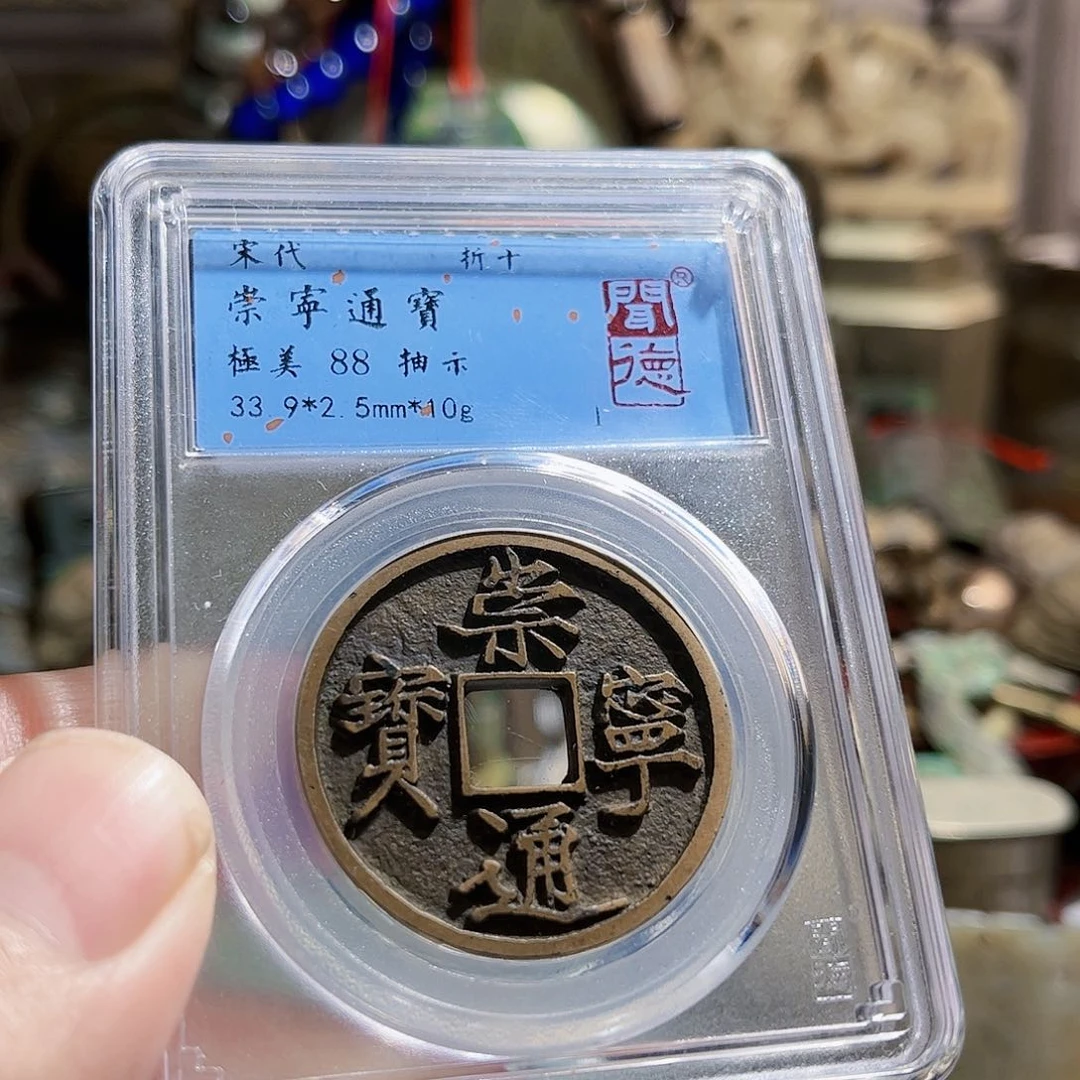 宋代 折十
崇寧通寶
極美 88 抽示
33.9*2.5mm*10g
聞德®
崇寧通寶